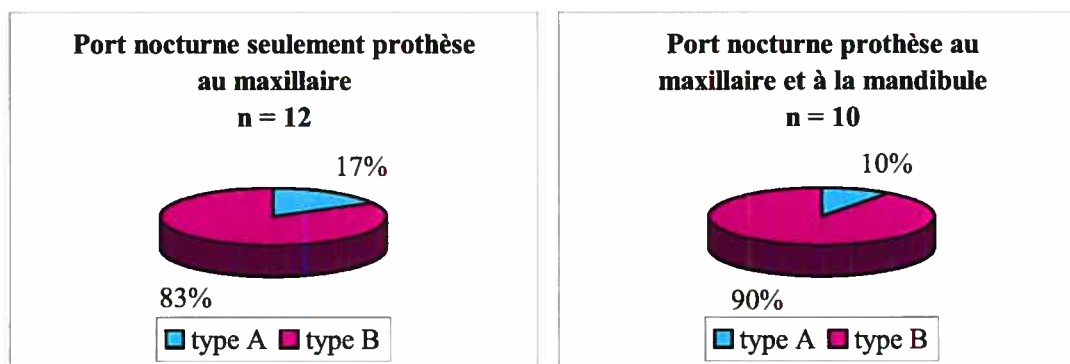 Port nocturne seulement prothèse
au maxillaire
n = 12
17%
83%
type A type B
Port nocturne prothèse au
maxillaire et à la mandibule
n = 10
10%
90%
type A type B